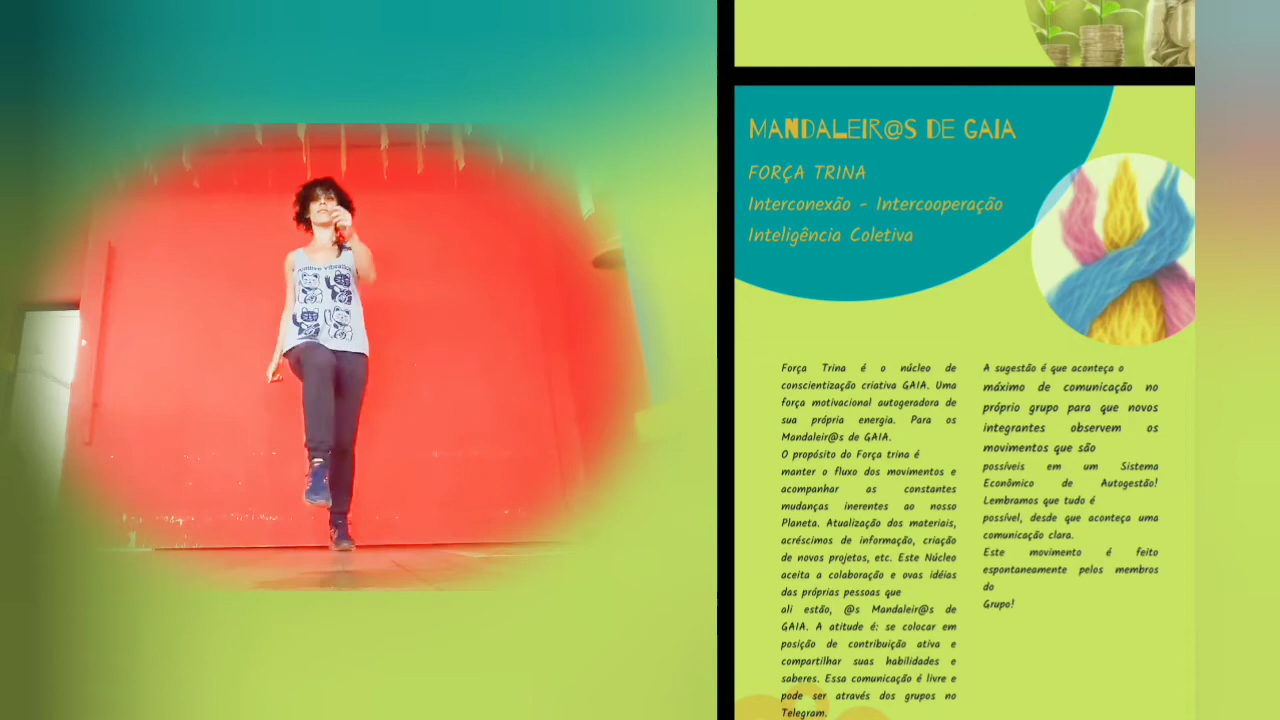 MANDALEIR@S DE GAIA
FORÇA TRINA
Interconexão - Intercooperação
Inteligência Coletiva
Força Trina é o núcleo de
conscientização criativa GAIA. Uma
força motivacional autogeradora de
sua própria energia. Para os
Mandaleir@s de GAIA.
O propósito do Força trina é
manter o fluxo dos movimentos e
acompanhar as constantes
mudanças inerentes ao nosso
Planeta. Atualização dos materiais,
acréscimos de informação, criação
de novos projetos, etc. Este Núcleo
aceita a colaboração e ovas idéias
das próprias pessoas que
ali estão, @s Mandaleir@s de
GAIA. A atitude é: se colocar em
posição de contribuição ativa e
compartilhar suas habilidades e
saberes. Essa comunicação é livre e
pode ser através dos grupos no
Telegram.
A sugestão é que aconteça o
máximo de comunicação no
próprio grupo para que novos
integrantes observem os
movimentos que são
possíveis em um Sistema
Econômico de Autogestão!
Lembramos que tudo é
possível, desde que aconteça uma
comunicação clara.
Este movimento é feito
espontaneamente pelos membros
do
Grupo!